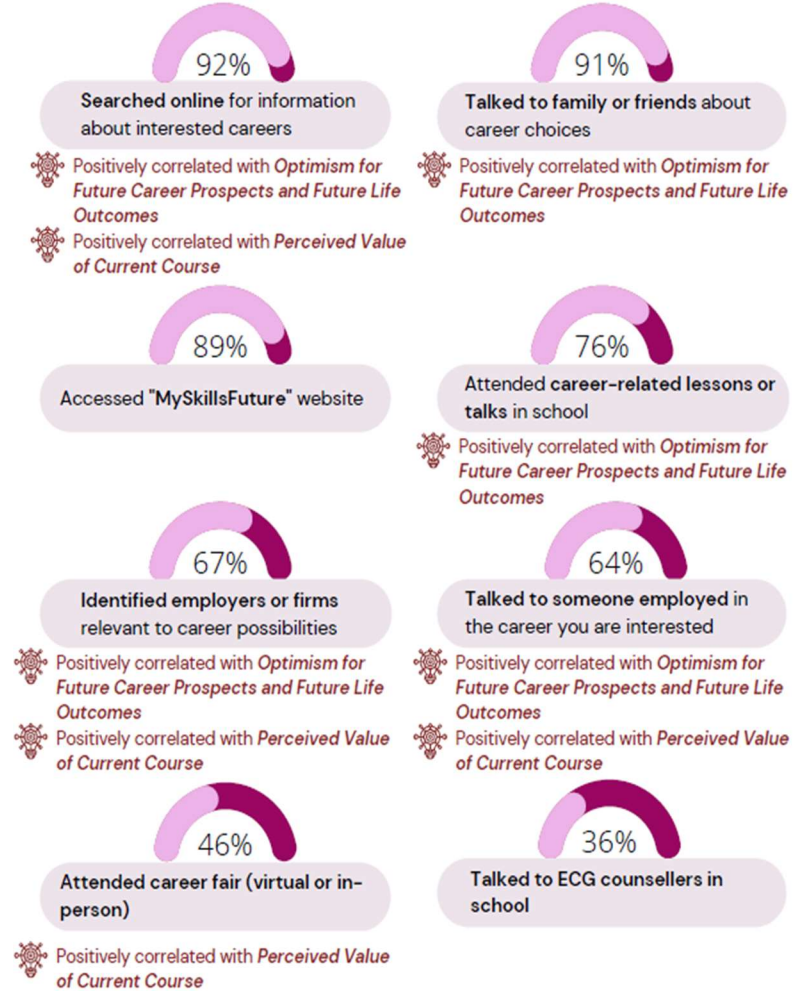 92%
Searched online for information
about interested careers
Positively correlated with Optimism for
Future Career Prospects and Future Life
Outcomes
Positively correlated with Perceived Value
of Current Course
91%
Talked to family or friends about
career choices
Positively correlated with Optimism for
Future Career Prospects and Future Life
Outcomes
89%
Accessed "MySkillsFuture" website
76%
Attended career-related lessons or
talks in school
Positively correlated with Optimism for
Future Career Prospects and Future Life
Outcomes
67%
Identified employers or firms
relevant to career possibilities
Positively correlated with Optimism for
Future Career Prospects and Future Life
Outcomes
Positively correlated with Perceived Value
of Current Course
64%
Talked to someone employed in
the career you are interested
Positively correlated with Optimism for
Future Career Prospects and Future Life
Outcomes
Positively correlated with Perceived Value
of Current Course
46%
Attended career fair (virtual or in-
person)
Positively correlated with Perceived Value
of Current Course
36%
Talked to ECG counsellers in
school